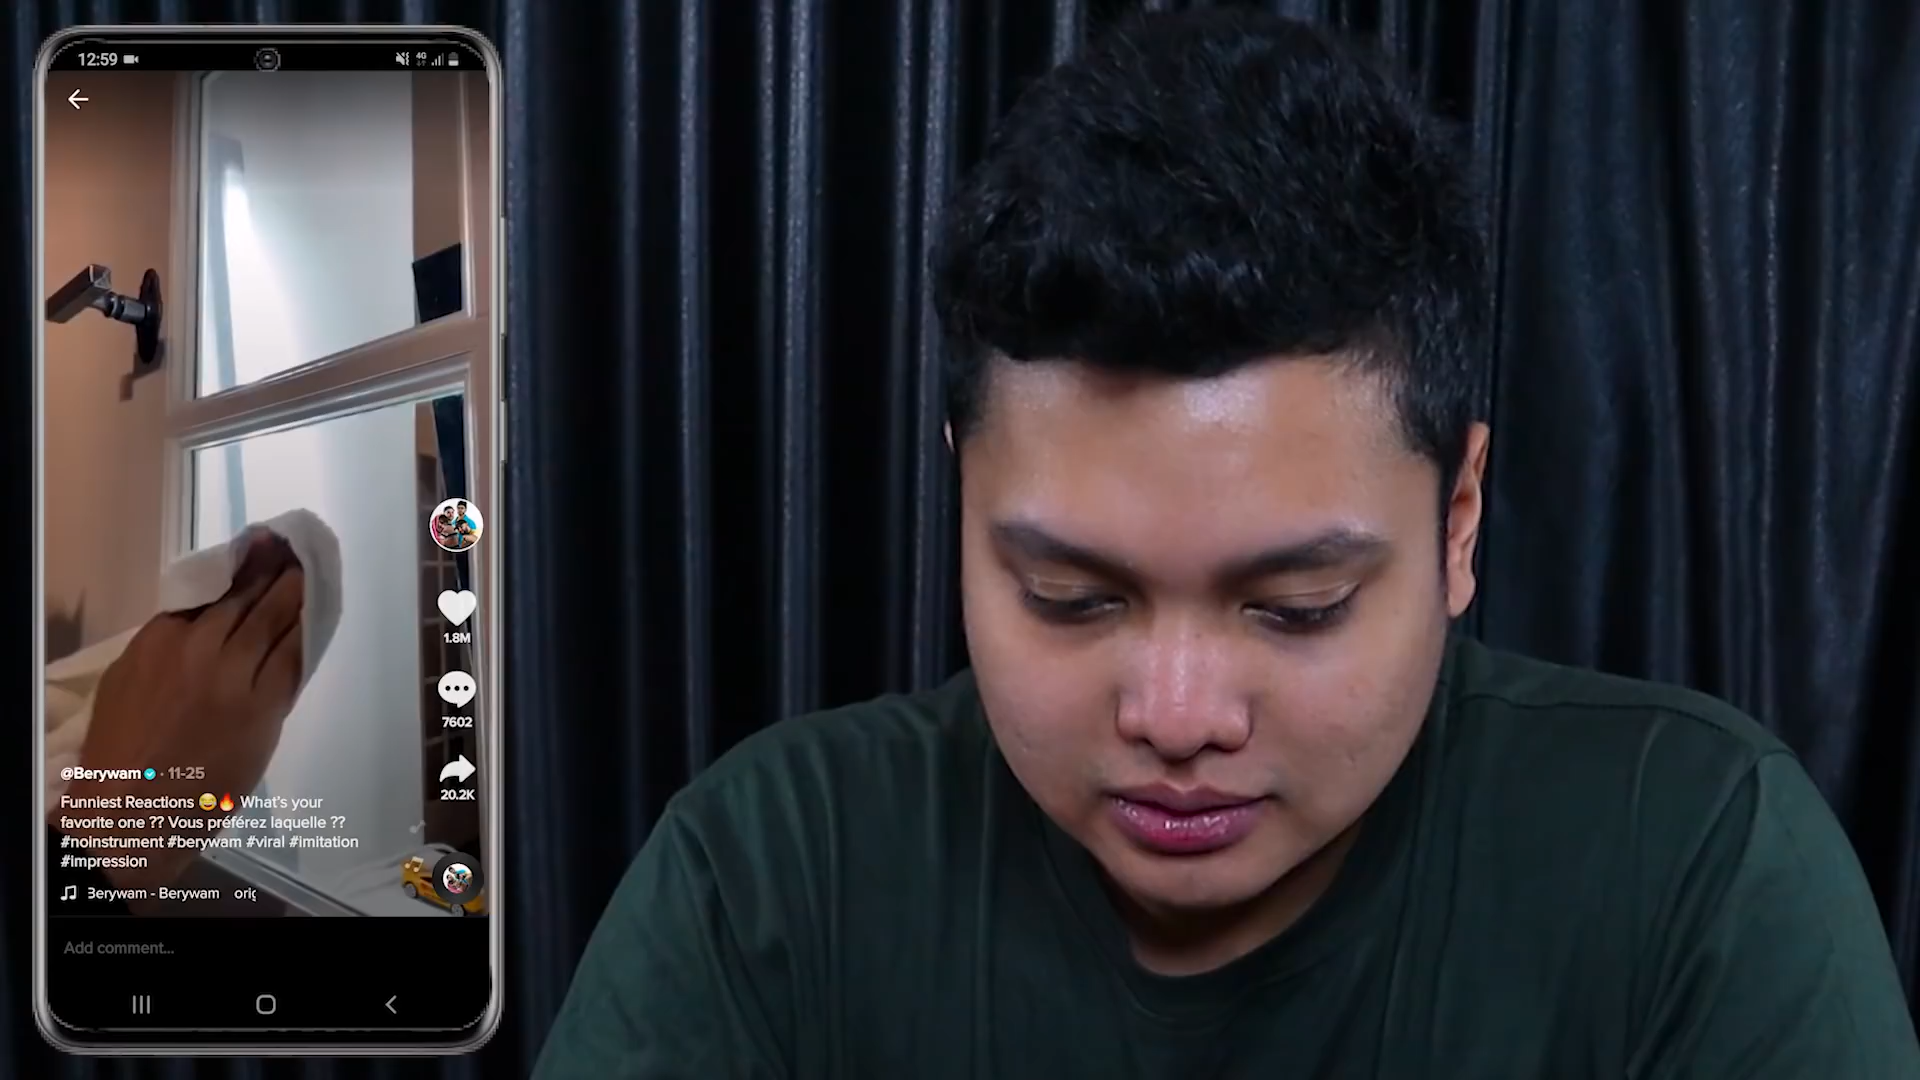 12:59
4G
1.8M
7602
20.2K
@Berywam · 11-25
Funniest Reactions 😂🔥 What's your
favorite one ?? Vous préférez laquelle ??
#noinstrument #berywam #viral #imitation
#impression
Berywam - Berywam orig
Add comment...